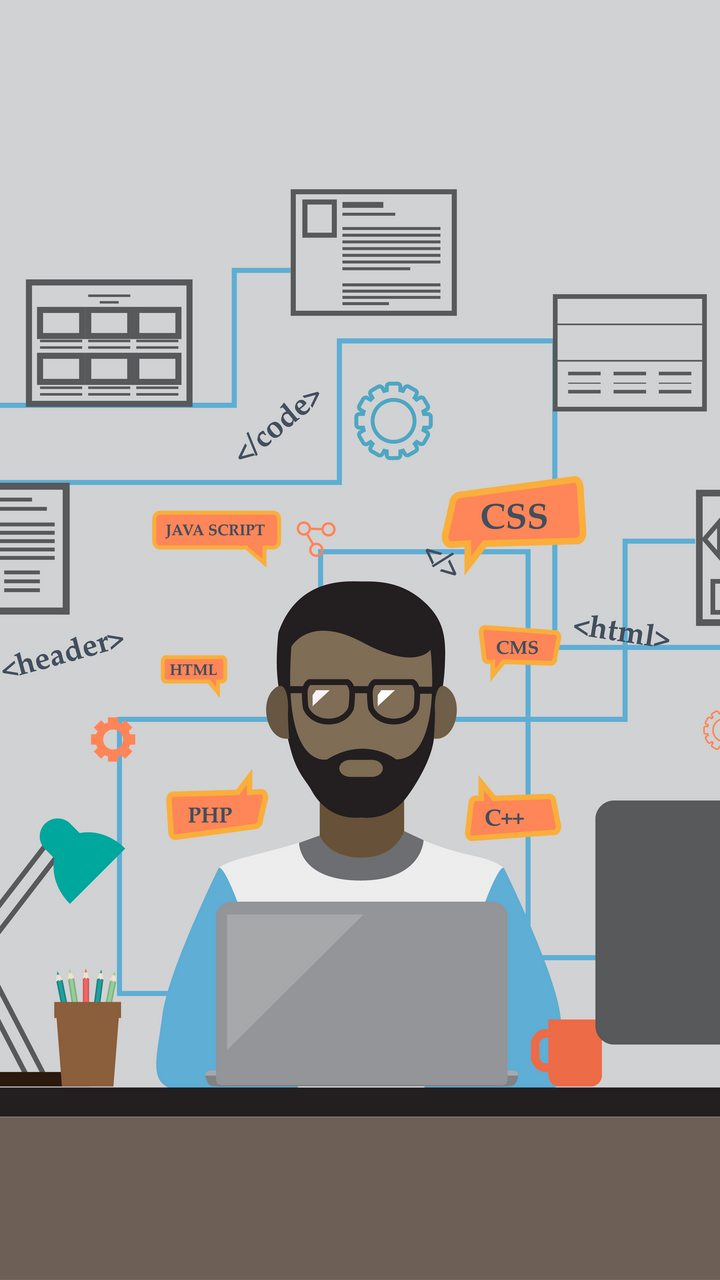 </code>
CSS
JAVA SCRIPT
</>
<html>
<header>
CMS
HTML
PHP
C++